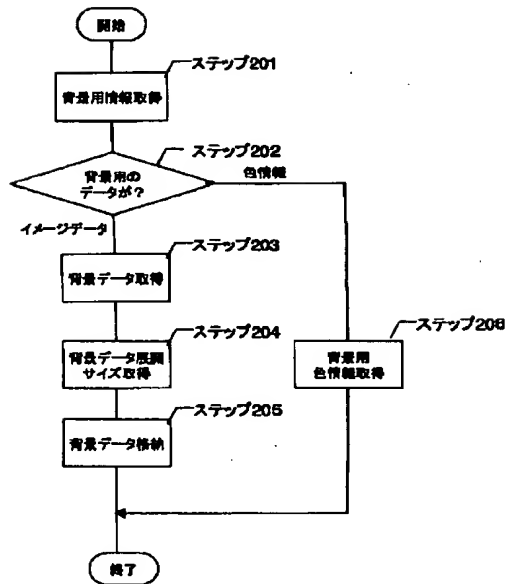 開始
ステップ201
背景用情報取得
ステップ202
背景用の
データが?
色情報
イメージデータ
ステップ203
背景データ取得
ステップ206
ステップ204
背景データ展開
サイズ取得
背景用
色情報取得
ステップ205
背景データ格納
終了